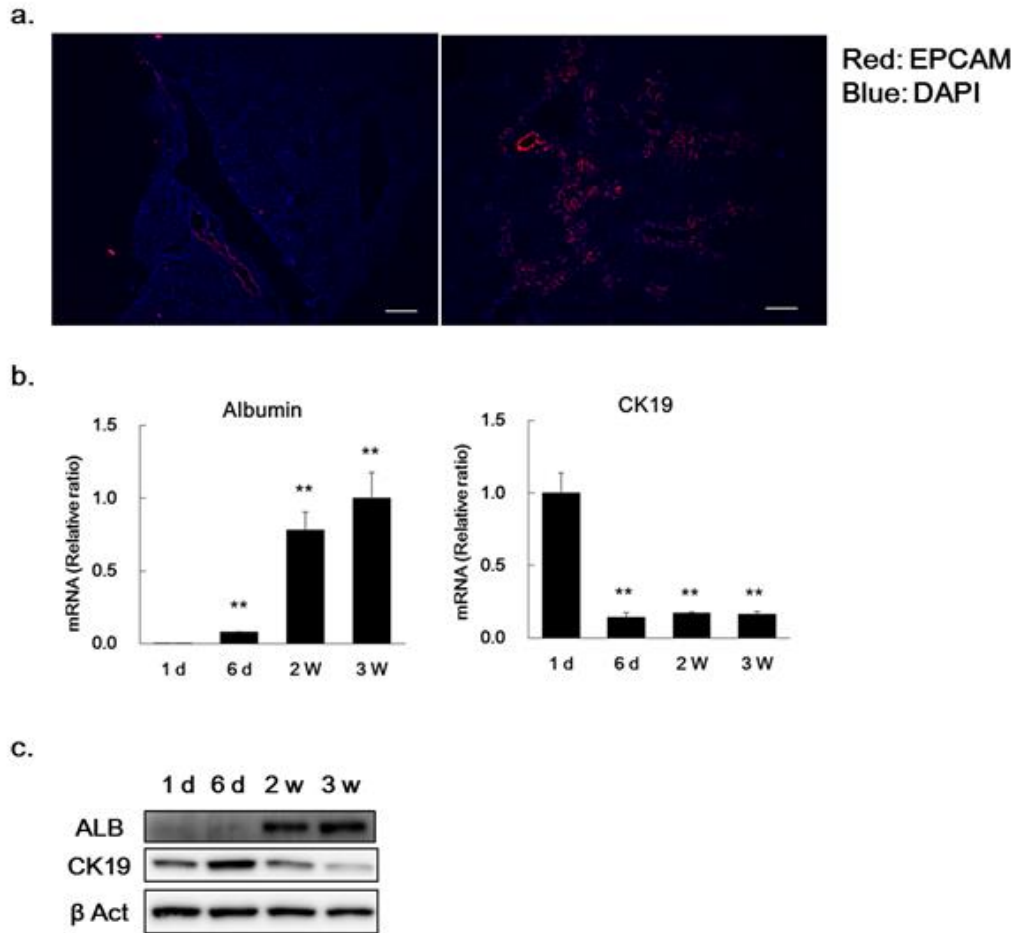 a.
Red: EPCAM
Blue: DAPI
b.
Albumin
mRNA (Relative ratio)
1.5
1.0
0.5
0.0
**
**
**
1 d
6 d
2 W
3 W
CK19
mRNA (Relative ratio)
1.5
1.0
0.5
0.0
**
**
**
1 d
6 d
2 W
3 W
c.
1 d 6 d 2 w 3 w
ALB
CK19
β Act